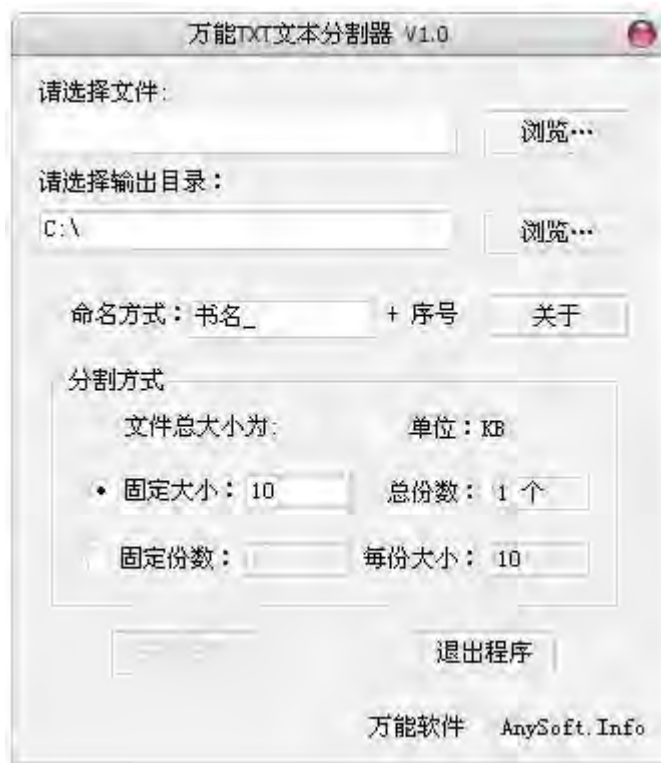 万能TXT文本分割器 V1.0
请选择文件:
浏览…
请选择输出目录：
C:\ 浏览…
命名方式：书名_ + 序号 关于
分割方式
文件总大小为: 单位：KB
固定大小：10 总份数：1 个
固定份数： 每份大小：10
退出程序
万能软件 AnySoft.Info